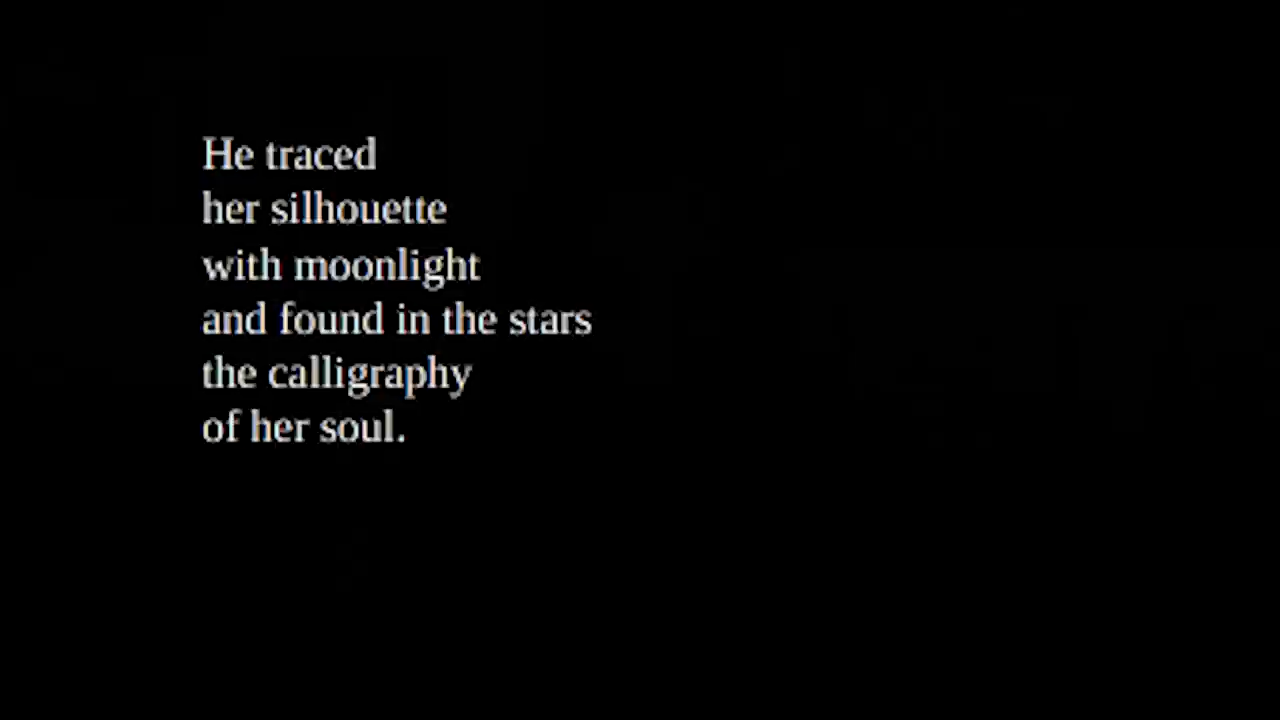 He traced
her silhouette
with moonlight
and found in the stars
the calligraphy
of her soul.